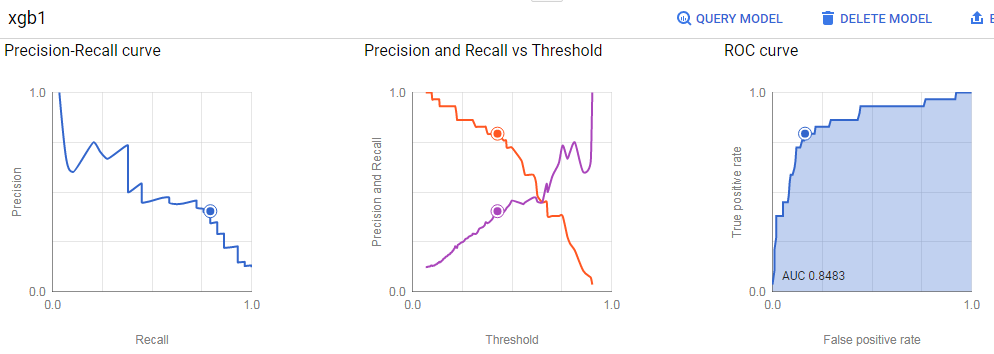 xgb1
QUERY MODEL
DELETE MODEL
E
Precision-Recall curve
Precision and Recall vs Threshold
ROC curve
1.0
Precision
0.0
0.0
1.0
Recall
1.0
Precision and Recall
0.0
0.0
1.0
Threshold
1.0
True positive rate
AUC 0.8483
0.0
0.0
1.0
False positive rate